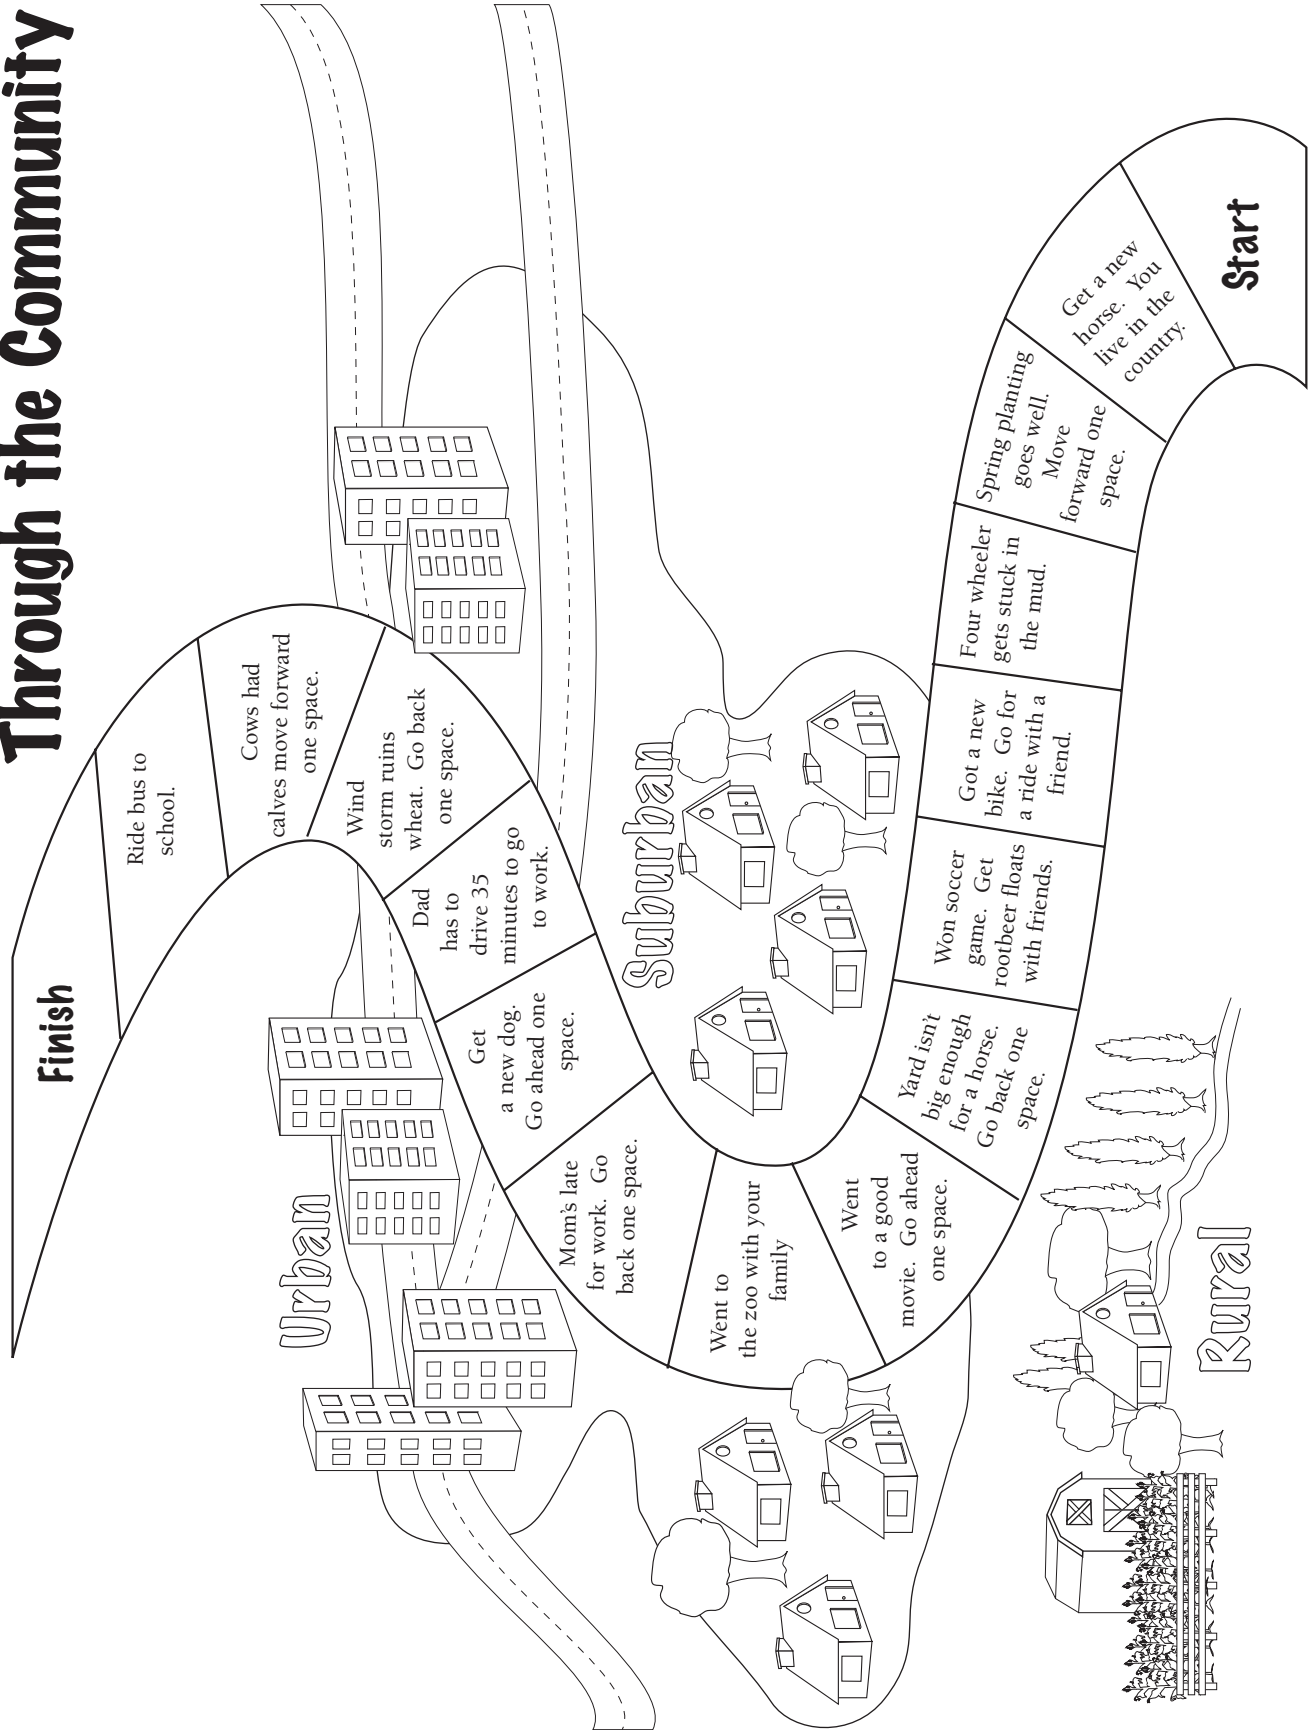 Through the Community
Start
Get a new
horse. You
live in the
country.
Spring planting
goes well.
Move
forward one
space.
Four wheeler
gets stuck in
the mud.
Got a new
bike. Go for
a ride with a
friend.
Won soccer
game. Get
rootbeer floats
with friends.
Yard isn't
big enough
for a horse.
Go back one
space.
Went
to a good
movie. Go ahead
one space.
Went to
the zoo with your
family
Mom's late
for work. Go
back one space.
Get
a new dog.
Go ahead one
space.
Dad
has to
drive 35
minutes to go
to work.
Wind
storm ruins
wheat. Go back
one space.
Cows had
calves move forward
one space.
Ride bus to
school.
Finish
Urban
Suburban
Rural